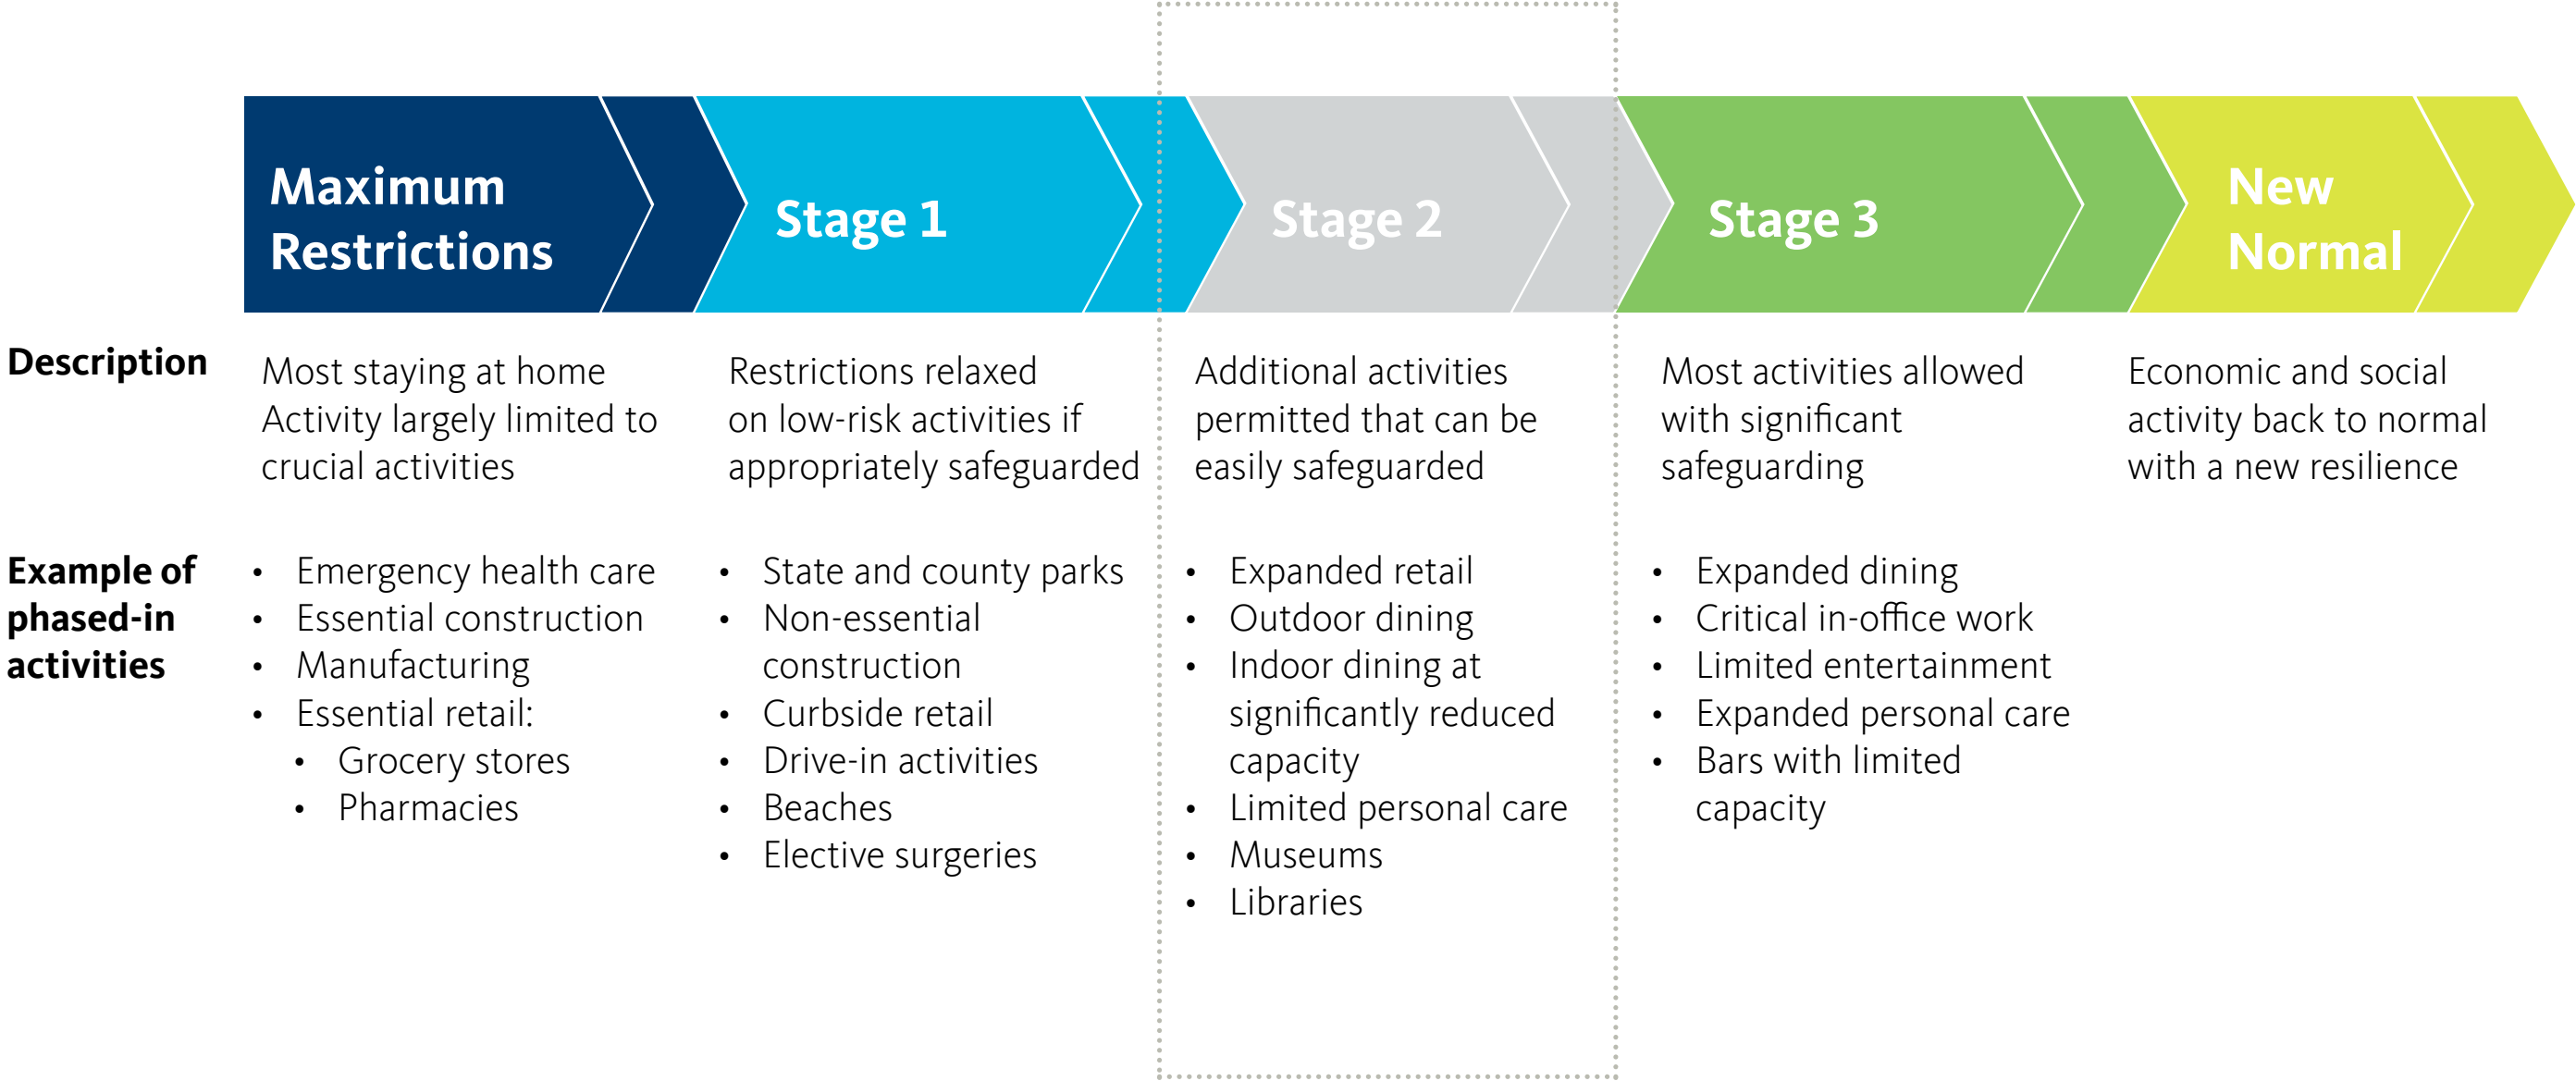 Maximum
Restrictions
Stage 1
Stage 2
Stage 3
New
Normal
Description
Most staying at home
Activity largely limited to
crucial activities
Restrictions relaxed
on low-risk activities if
appropriately safeguarded
Additional activities
permitted that can be
easily safeguarded
Most activities allowed
with significant
safeguarding
Economic and social
activity back to normal
with a new resilience
Example of
phased-in
activities
• Emergency health care
• Essential construction
• Manufacturing
• Essential retail:
• Grocery stores
• Pharmacies
• State and county parks
• Non-essential
construction
• Curbside retail
• Drive-in activities
• Beaches
• Elective surgeries
• Expanded retail
• Outdoor dining
• Indoor dining at
significantly reduced
capacity
• Limited personal care
• Museums
• Libraries
• Expanded dining
• Critical in-office work
• Limited entertainment
• Expanded personal care
• Bars with limited
capacity